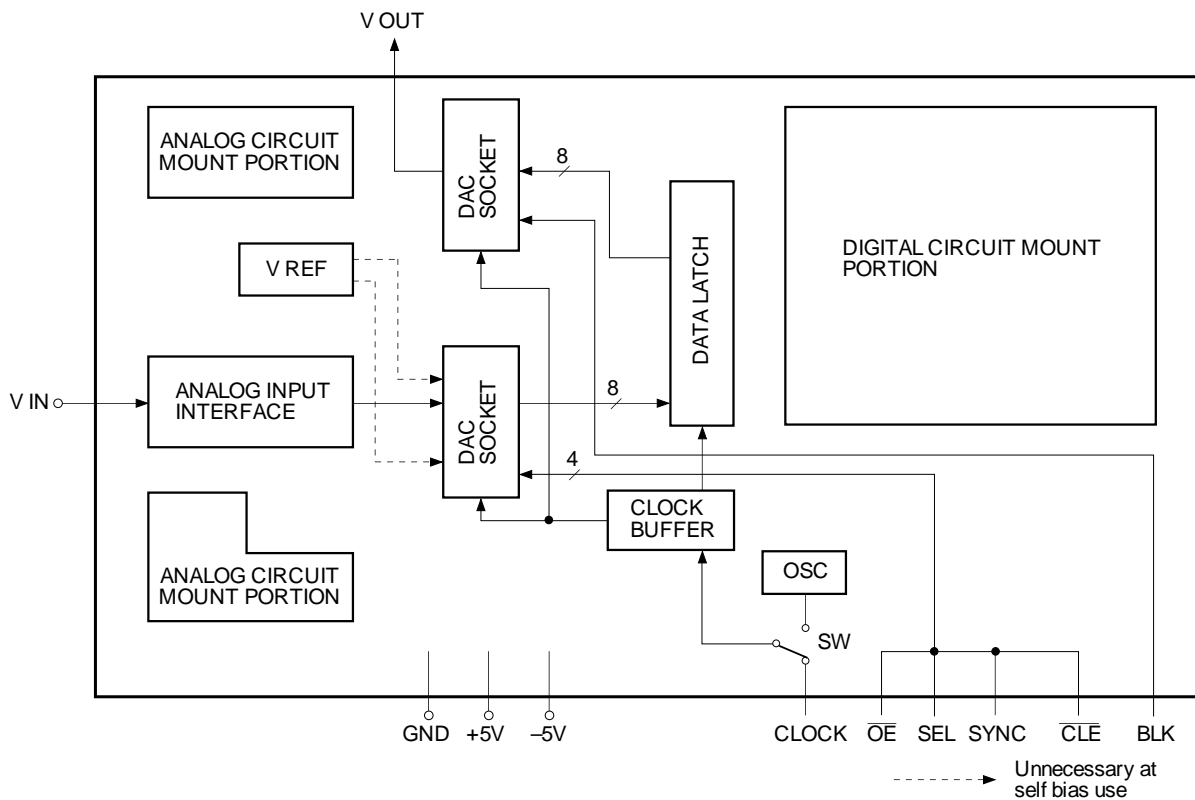 V OUT
ANALOG CIRCUIT
MOUNT PORTION
DAC
SOCKET
8
DIGITAL CIRCUIT MOUNT
PORTION
V REF
DATA LATCH
V IN
ANALOG INPUT
INTERFACE
DAC
SOCKET
8
4
CLOCK
BUFFER
ANALOG CIRCUIT
MOUNT PORTION
OSC
SW
GND
+5V
–5V
CLOCK
O̅E̅
SEL
SYNC
C̅L̅E̅
BLK
Unnecessary at
self bias use